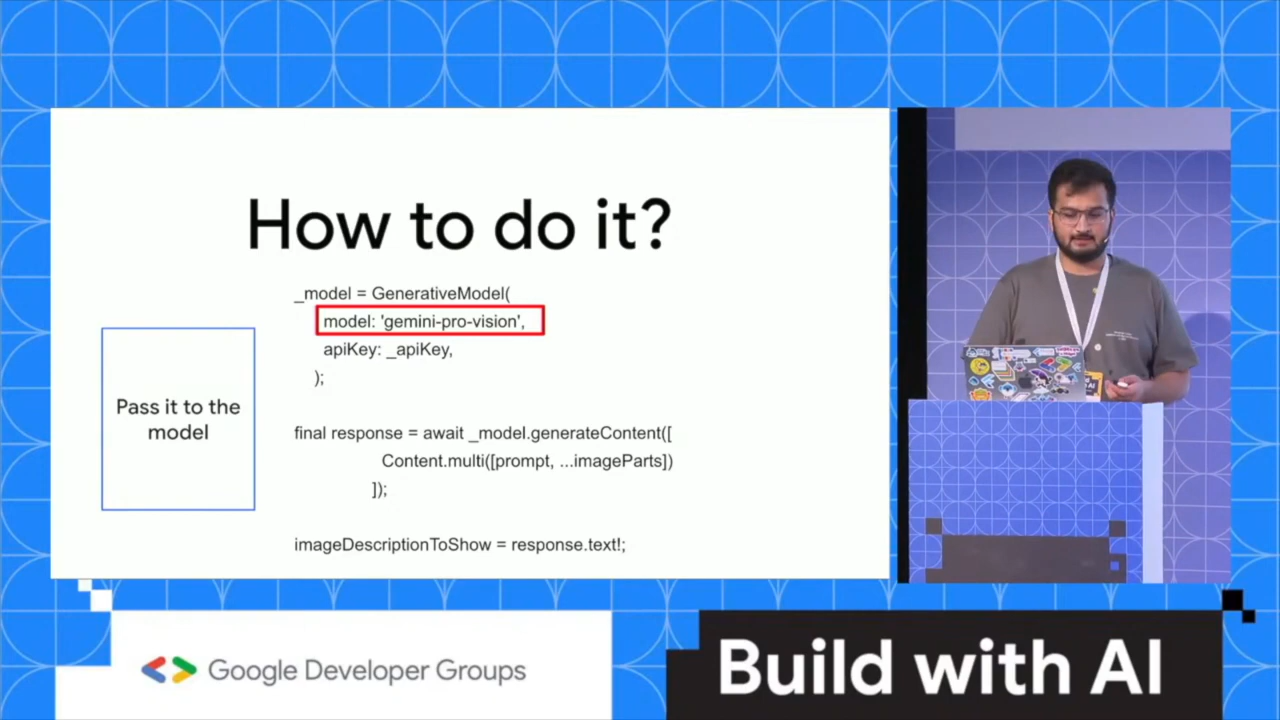 How to do it?
_model = GenerativeModel(
model: 'gemini-pro-vision',
apiKey: _apiKey,
);
Pass it to the
model
final response = await _model.generateContent([
Content.multi([prompt, ...imageParts])
]);
imageDescriptionToShow = response.text!;
Google Developer Groups
Build with AI